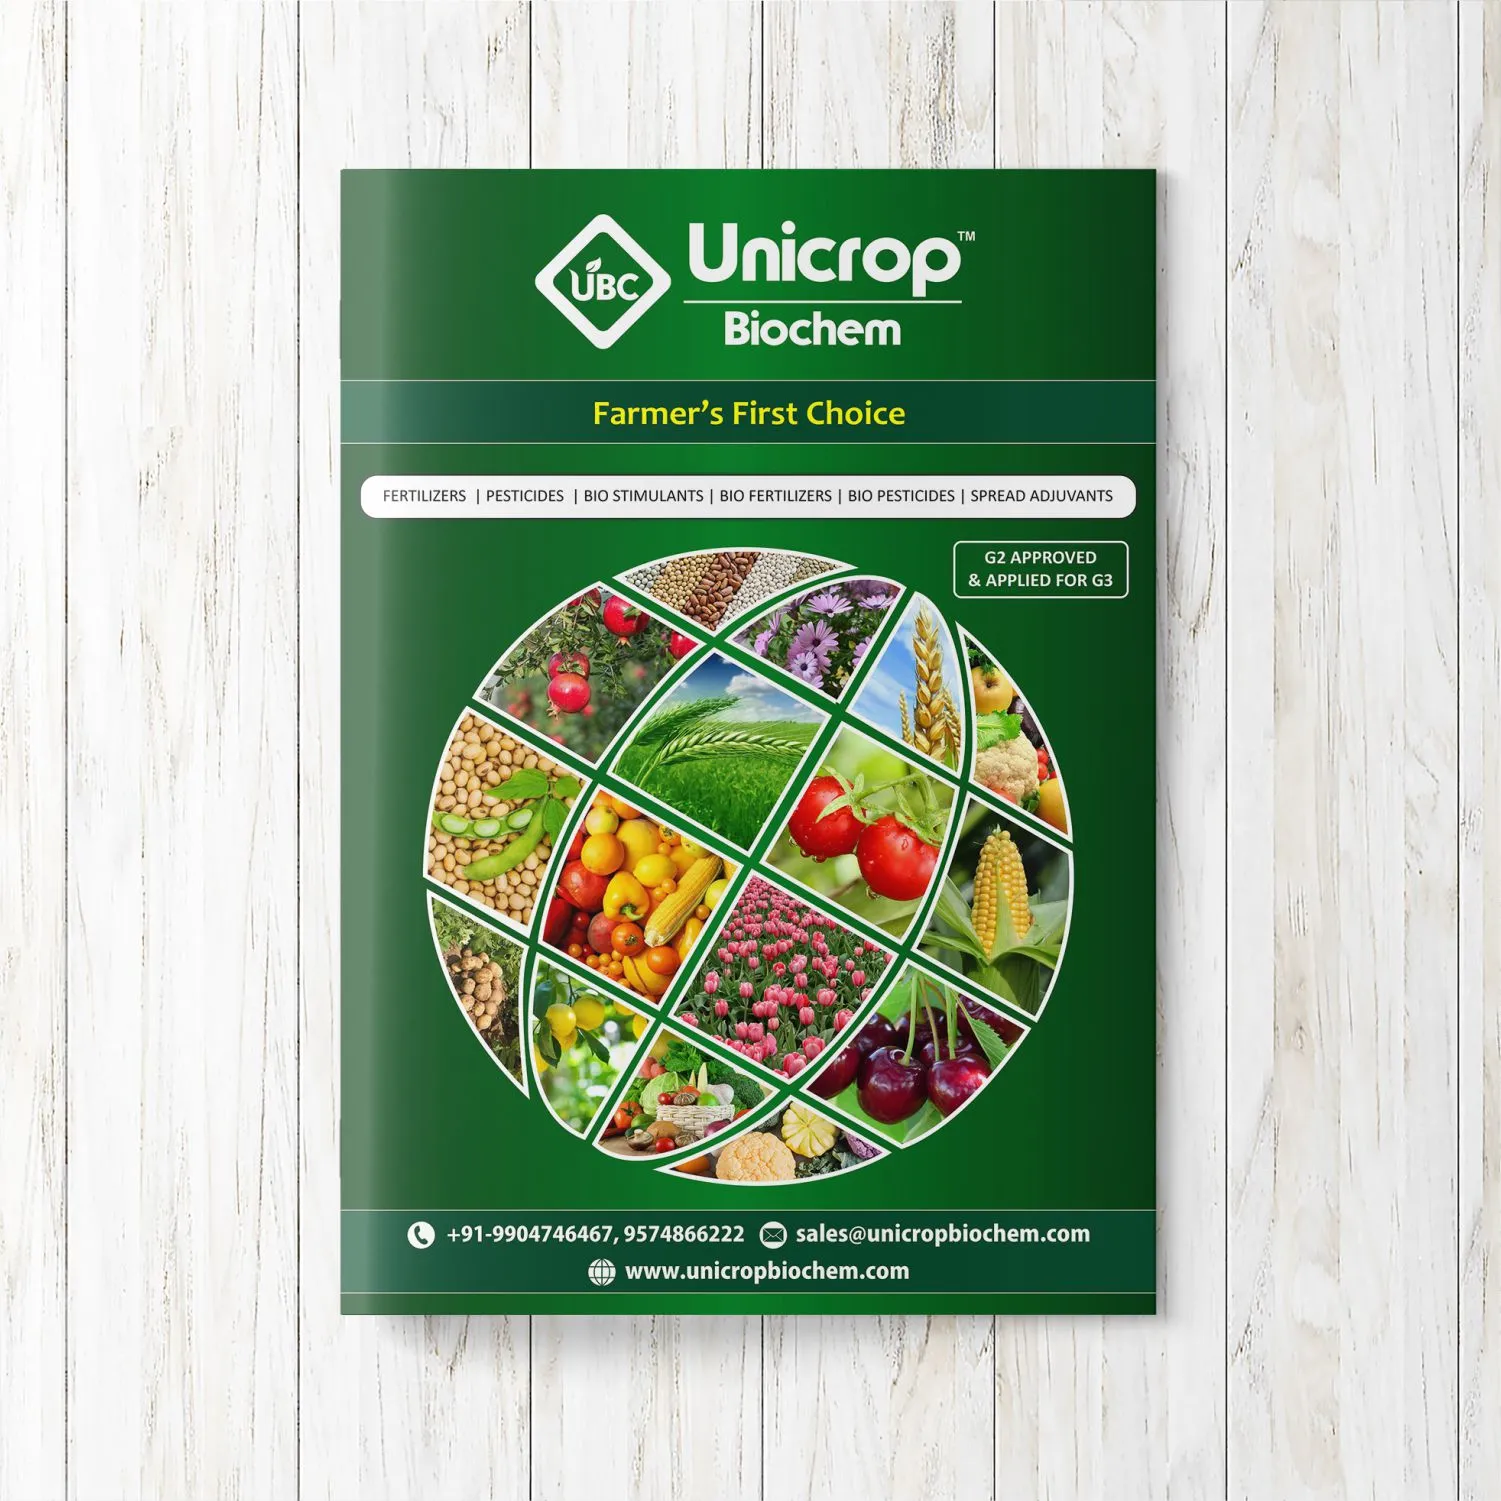 UBC
Unicrop™
Biochem
Farmer's First Choice
FERTILIZERS | PESTICIDES | BIO STIMULANTS | BIO FERTILIZERS | BIO PESTICIDES | SPREAD ADJUVANTS
G2 APPROVED
& APPLIED FOR G3
+91-9904746467, 9574866222 sales@unicropbiochem.com
www.unicropbiochem.com